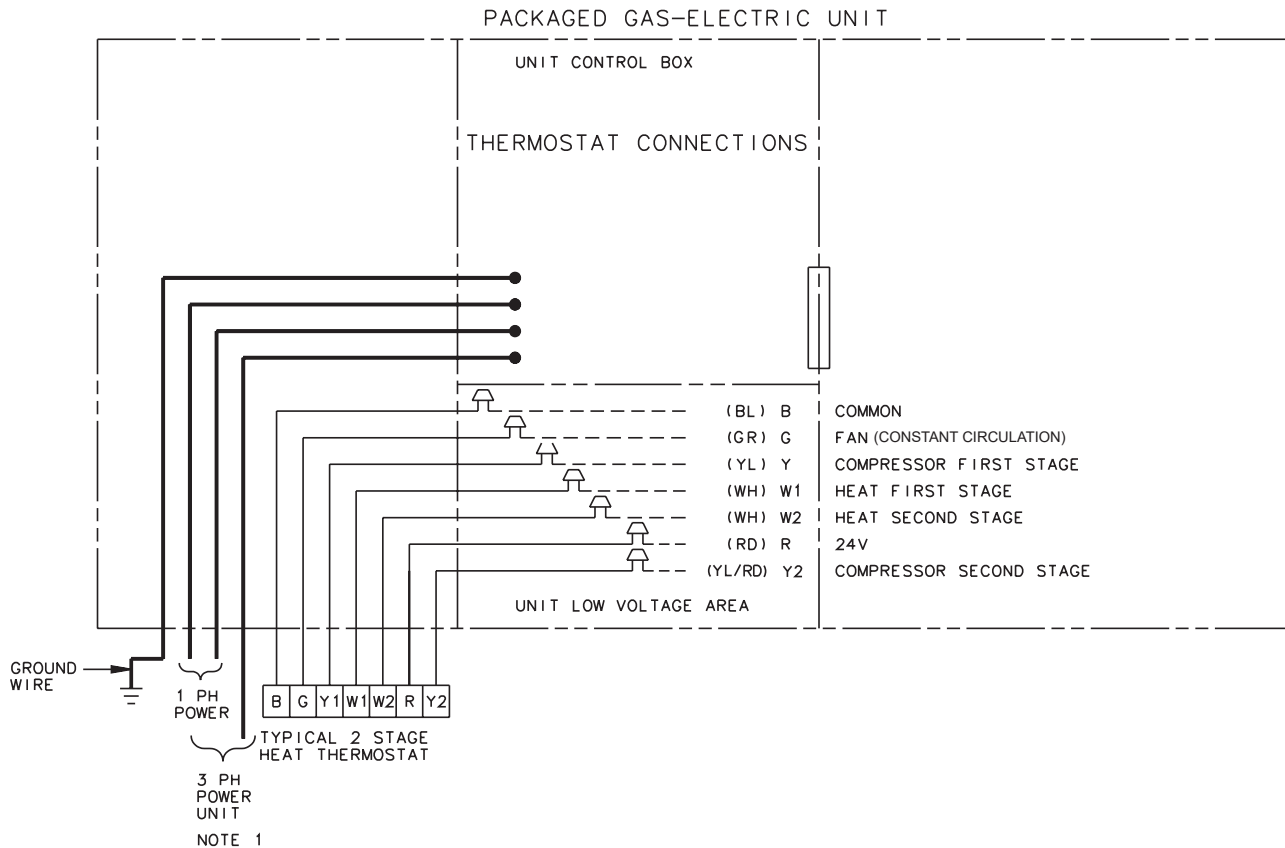 PACKAGED GAS-ELECTRIC UNIT
UNIT CONTROL BOX
THERMOSTAT CONNECTIONS
(BL) B COMMON
(GR) G FAN (CONSTANT CIRCULATION)
(YL) Y COMPRESSOR FIRST STAGE
(WH) W1 HEAT FIRST STAGE
(WH) W2 HEAT SECOND STAGE
(RD) R 24V
(YL/RD) Y2 COMPRESSOR SECOND STAGE
UNIT LOW VOLTAGE AREA
GROUND
WIRE
1 PH
POWER
B G Y1 W1 W2 R Y2
TYPICAL 2 STAGE
HEAT THERMOSTAT
3 PH
POWER
UNIT
NOTE 1